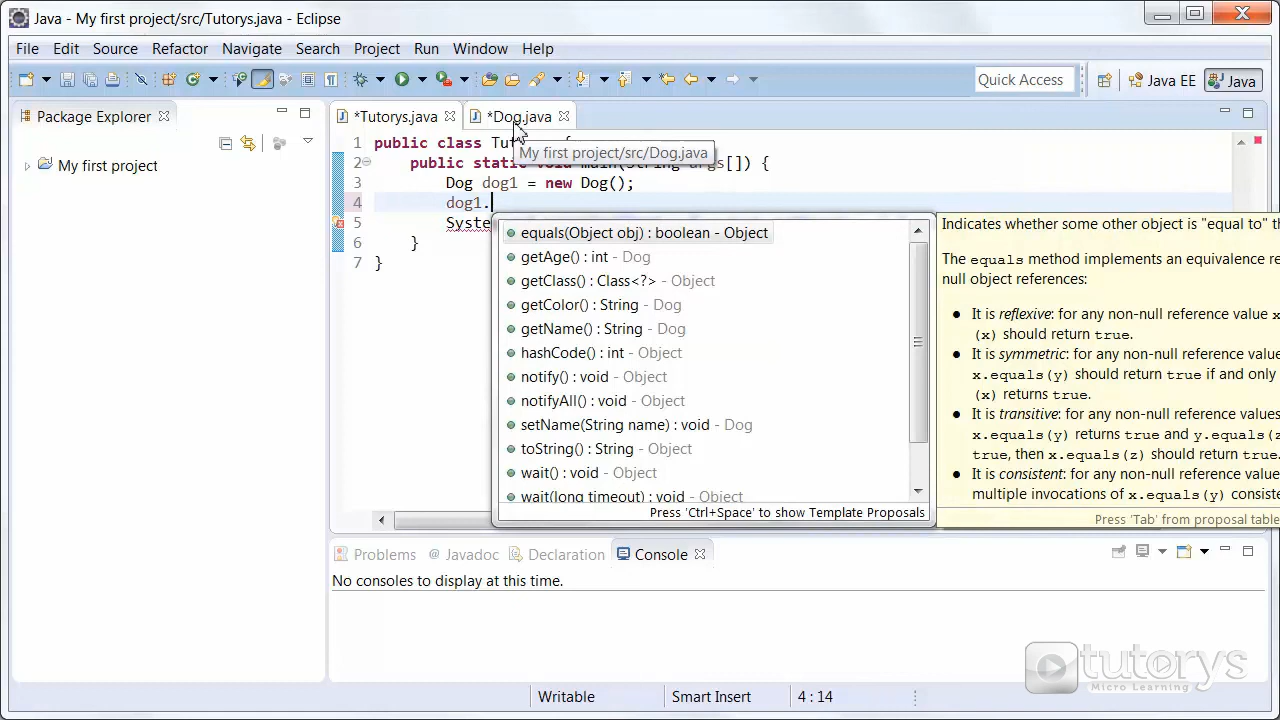 Java - My first project/src/Tutorys.java - Eclipse
File Edit Source Refactor Navigate Search Project Run Window Help
Quick Access Java EE Java
Package Explorer
My first project
*Tutorys.java *Dog.java
My first project/src/Dog.java
1 public class
2 public static main(String args[]) {
3 Dog dog1 = new Dog();
4 dog1.
5 Syste
6 }
7 }
equals(Object obj) : boolean - Object
getAge() : int - Dog
getClass() : Class<?> - Object
getColor() : String - Dog
getName() : String - Dog
hashCode() : int - Object
notify() : void - Object
notifyAll() : void - Object
setName(String name) : void - Dog
toString() : String - Object
wait() : void - Object
wait(long timeout) : void - Object
Press 'Ctrl+Space' to show Template Proposals
Indicates whether some other object is "equal to" th
The equals method implements an equivalence re
null object references:
It is reflexive: for any non-null reference value x
(x) should return true.
It is symmetric: for any non-null reference value
x.equals(y) should return true if and only
(x) returns true.
It is transitive: for any non-null reference values
x.equals(y) returns true and y.equals(z
true, then x.equals(z) should return true.
It is consistent: for any non-null reference value
multiple invocations of x.equals(y) consiste
Press 'Tab' from proposal table
Problems @ Javadoc Declaration Console
No consoles to display at this time.
Writable Smart Insert 4 : 14
tutorys
Micro Learning